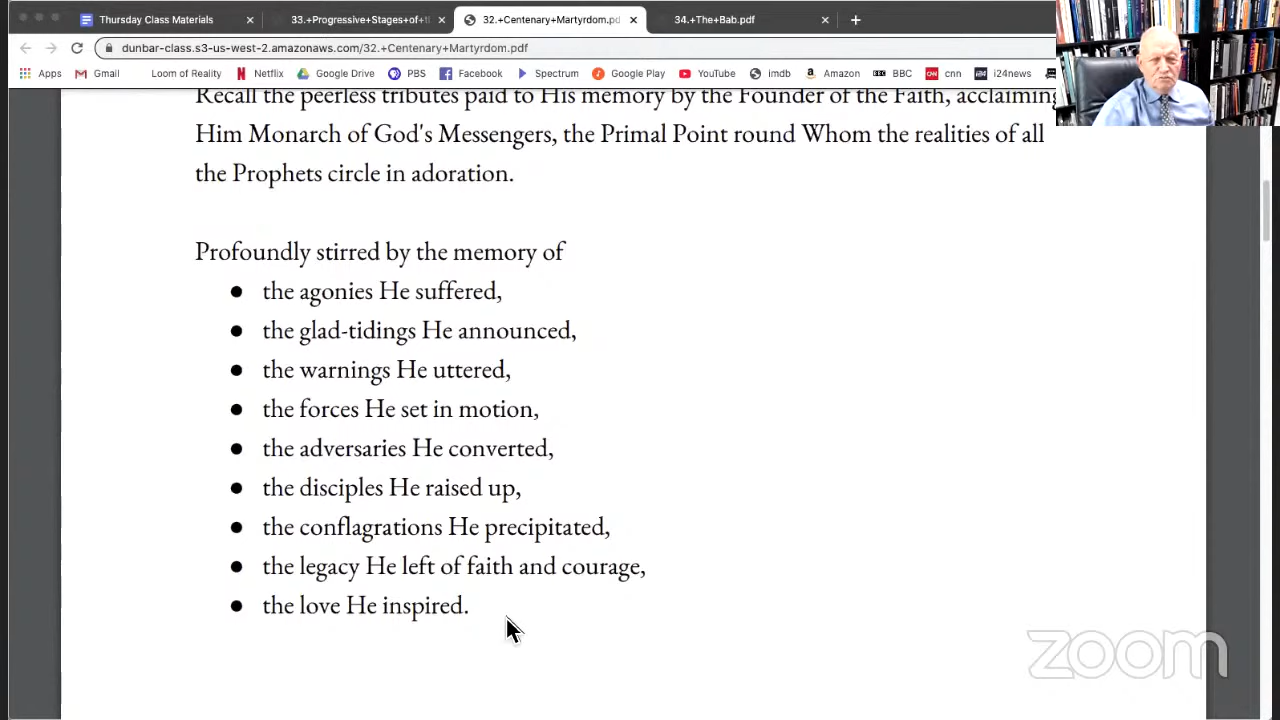 Thursday Class Materials
33.+Progressive+Stages+of+t
32.+Centenary+Martyrdom.pd
34.+The+Bab.pdf
dunbar-class.s3-us-west-2.amazonaws.com/32.+Centenary+Martyrdom.pdf
Apps Gmail Loom of Reality Netflix Google Drive PBS Facebook Spectrum Google Play YouTube imdb Amazon BBC cnn i24news
Recall the peerless tributes paid to His memory by the Founder of the Faith, acclaiming
Him Monarch of God's Messengers, the Primal Point round Whom the realities of all
the Prophets circle in adoration.
Profoundly stirred by the memory of
● the agonies He suffered,
● the glad-tidings He announced,
● the warnings He uttered,
● the forces He set in motion,
● the adversaries He converted,
● the disciples He raised up,
● the conflagrations He precipitated,
● the legacy He left of faith and courage,
● the love He inspired.
zoom